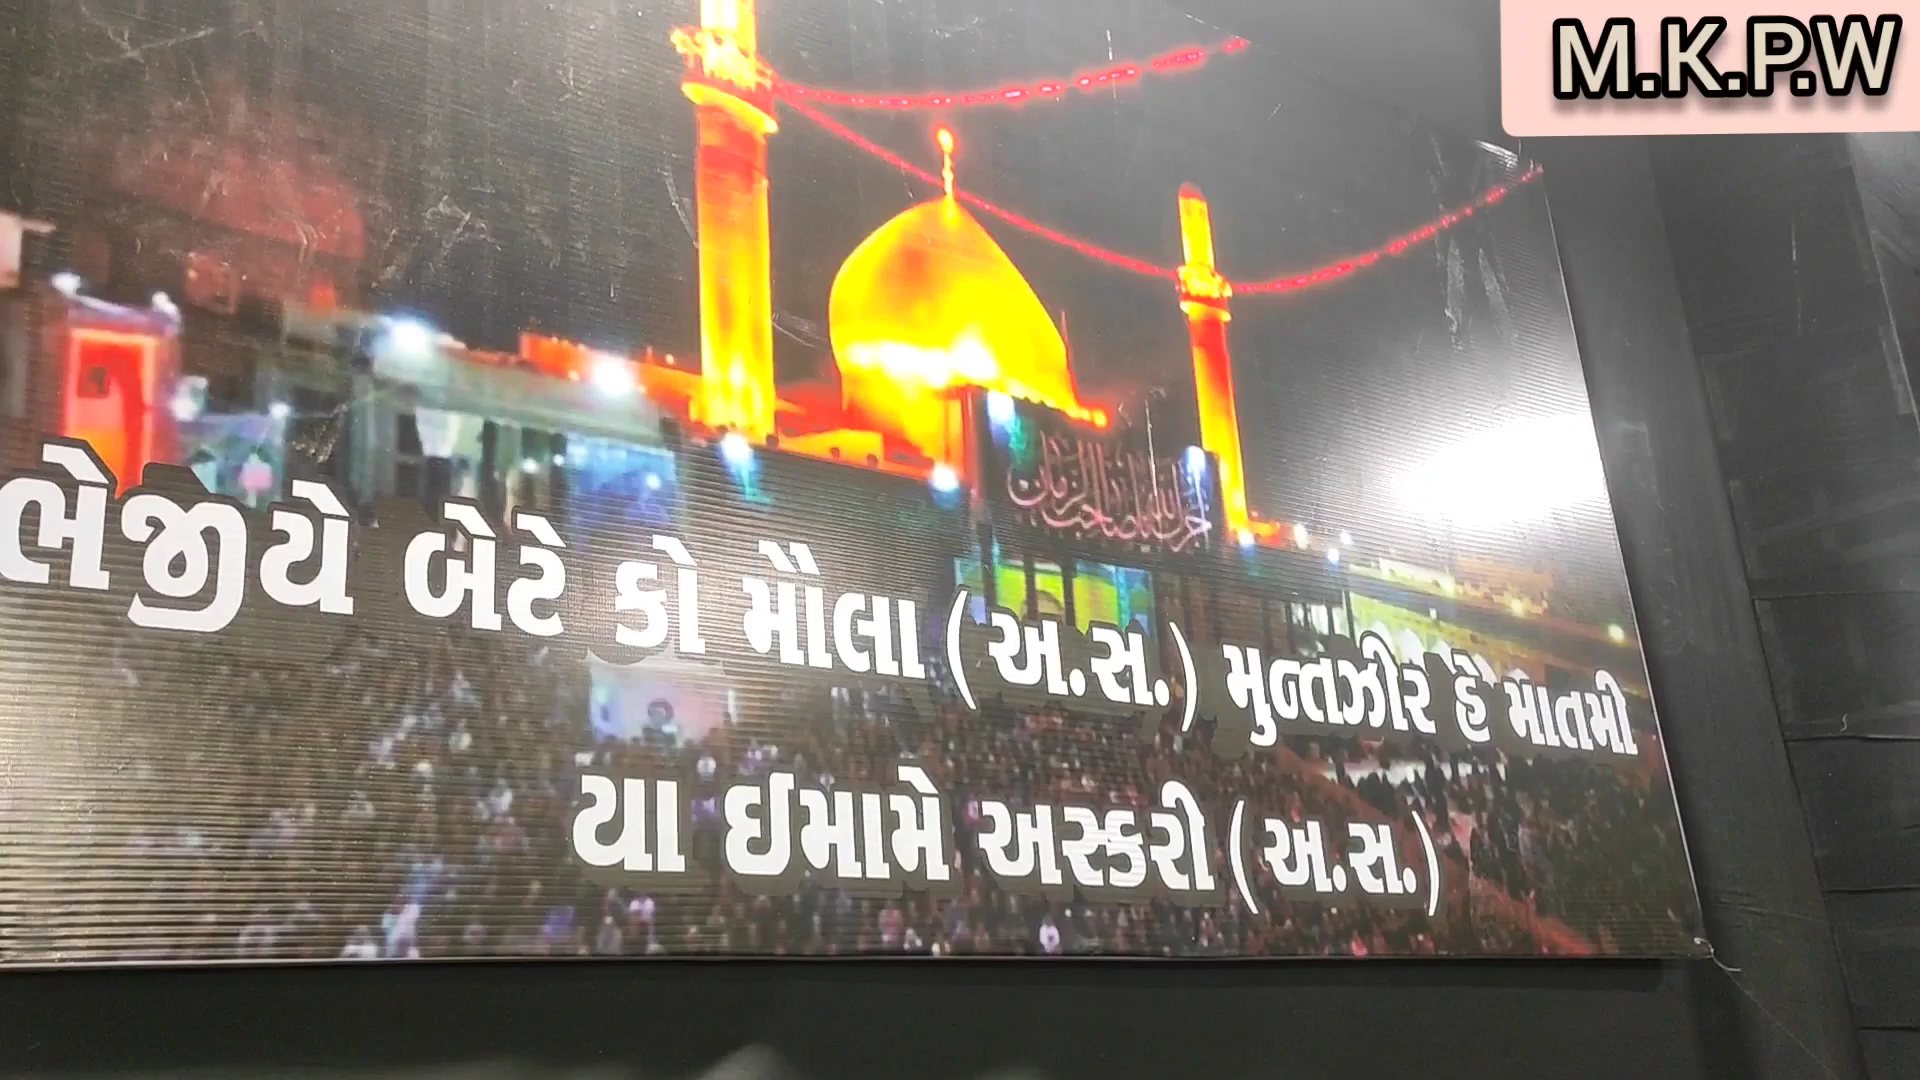 M.K.P.W
ભેજીયે બેટે કો મૌૌલા (અ.સ.) મુન્તઝીર હૈ માતમી
યા ઈમામે અસ્કરી (અ.સ.)